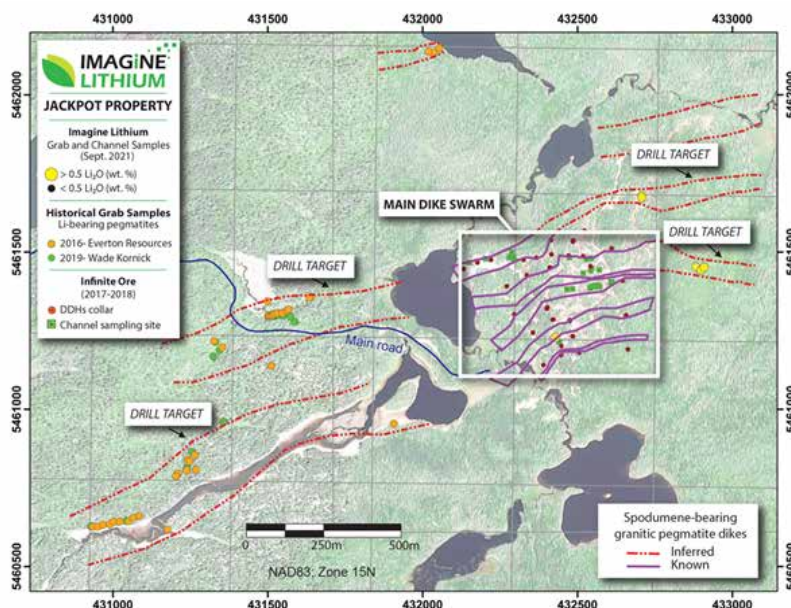 431000 431500 432000 432500 433000
IMAGINE
LITHIUM
JACKPOT PROPERTY
Imagine Lithium
Grab and Channel Samples
(Sept. 2021)
> 0.5 Li₂O (wt. %)
< 0.5 Li₂O (wt. %)
Historical Grab Samples
Li-bearing pegmatites
2016- Everton Resources
2019- Wade Kornick
Infinite Ore
(2017-2018)
DDHs collar
Channel sampling site
5462000
5462000
DRILL TARGET
MAIN DIKE SWARM
5461500
DRILL TARGET
5461500
DRILL TARGET
Main road
5461000
5461000
DRILL TARGET
0 250m 500m
NAD83; Zone 15N
Spodumene-bearing
granitic pegmatite dikes
Inferred
Known
5460500
5460500
431000 431500 432000 432500 433000